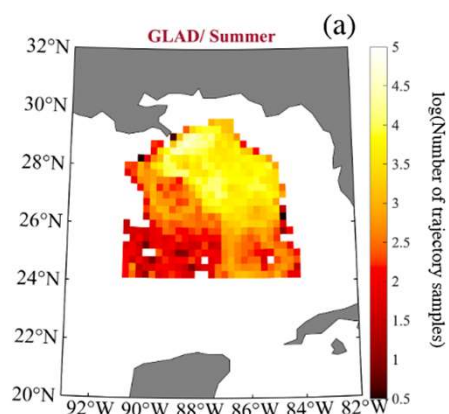 (a)
GLAD/ Summer
32°N
30°N
28°N
26°N
24°N
22°N
20°N
92°W 90°W 88°W 86°W 84°W 82°W
5
4.5
4
3.5
3
2.5
2
1.5
1
0.5
log(Number of trajectory samples)